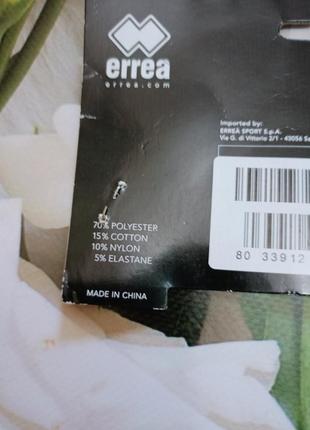 errea
errea.com
Imported by:
ERREÀ SPORT S.p.A.
Via G. di Vittorio 2/1 - 43056
70% POLYESTER
15% COTTON
10% NYLON
5% ELASTANE
80 33912
MADE IN CHINA